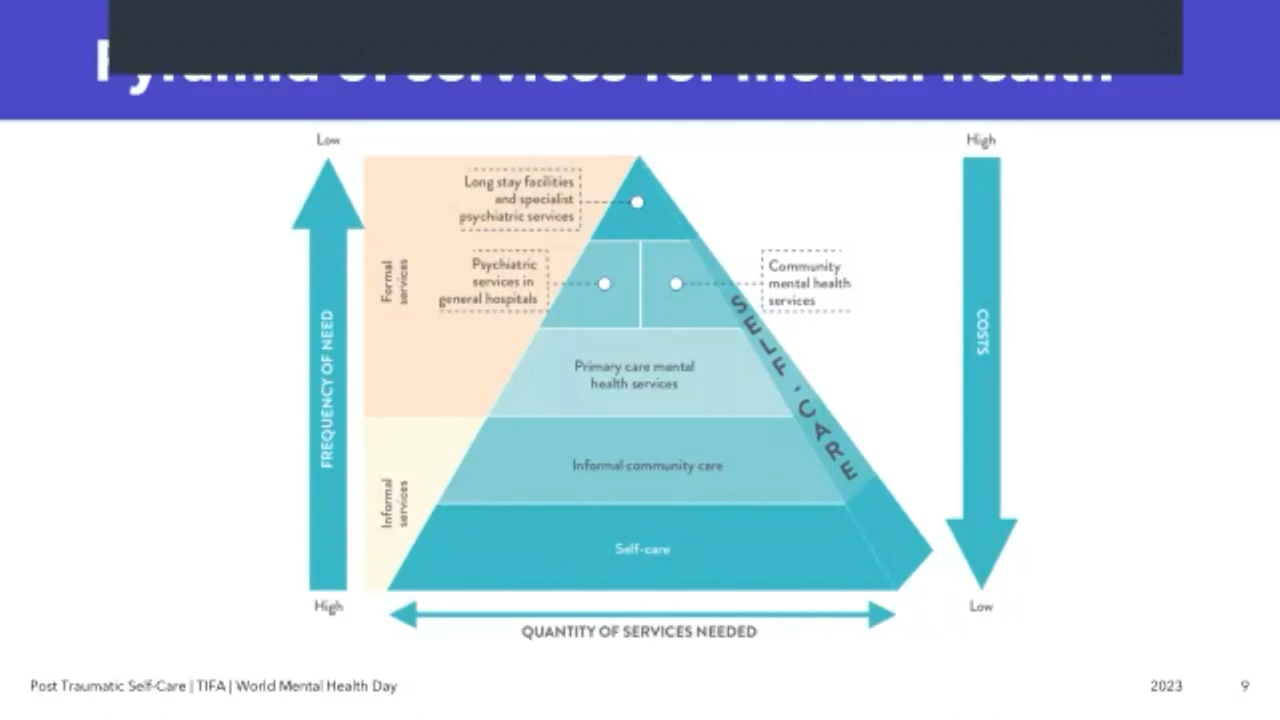 Pyramid of services for mental health
Low
High
Long stay facilities
and specialist
psychiatric services
Psychiatric
services in
general hospitals
Community
mental health
services
Formal
services
FREQUENCY OF NEED
COSTS
SELF-CARE
Primary care mental
health services
Informal community care
Informal
services
Self-care
High
Low
QUANTITY OF SERVICES NEEDED
Post Traumatic Self-Care | TIFA | World Mental Health Day
2023
9